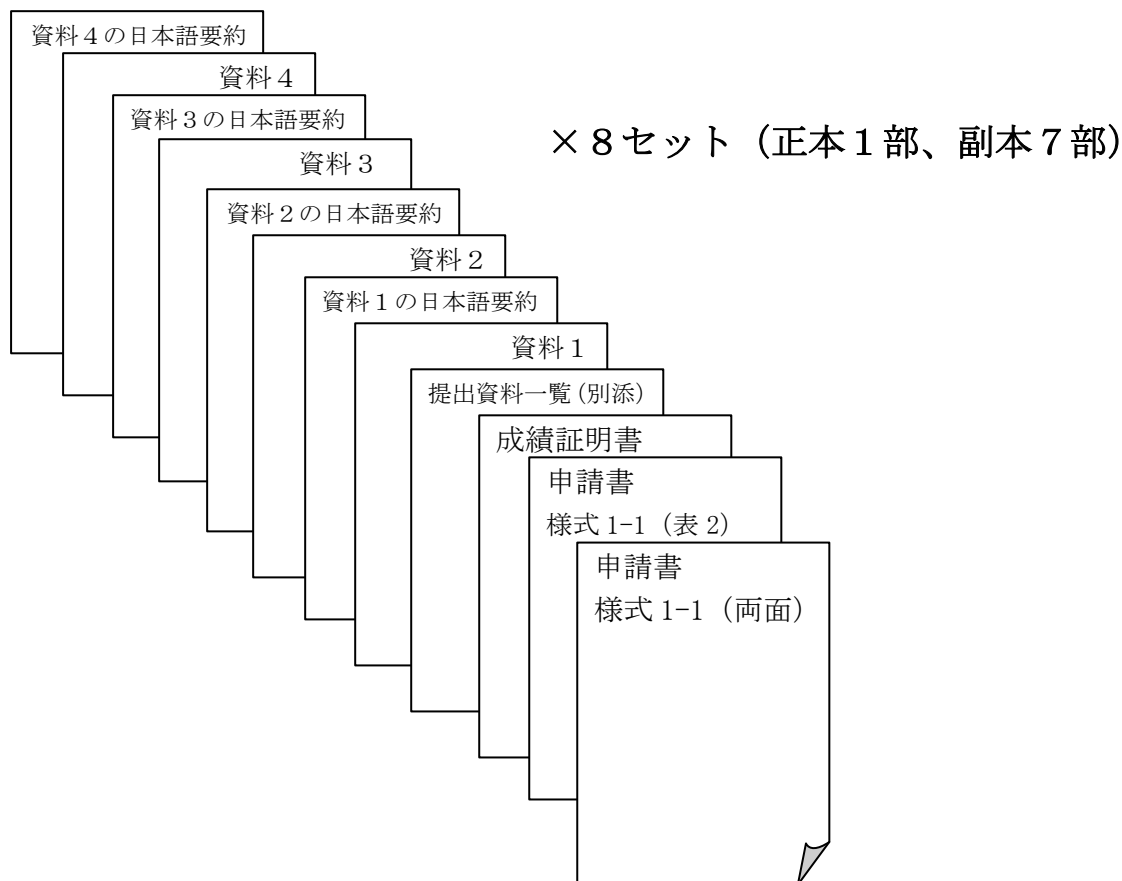 資料４の日本語要約
資料４
資料３の日本語要約
×８セット（正本１部、副本７部）
資料３
資料２の日本語要約
資料２
資料１の日本語要約
資料１
提出資料一覧（別添）
成績証明書
申請書
様式 1-1（表 2）
申請書
様式 1-1（両面）